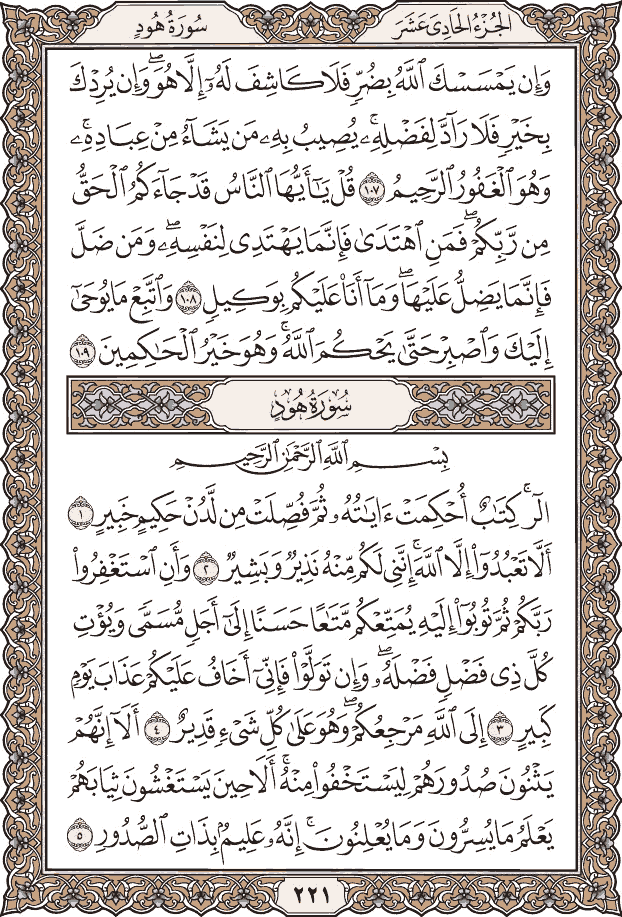 الجُزْءُ الحَادِي عَشَرَ
سُورَةُ هُودٍ
وَإِن يَمْسَسْكَ ٱللَّهُ بِضُرٍّ فَلَا كَاشِفَ لَهُۥٓ إِلَّا هُوَۖ وَإِن يُرِدْكَ
بِخَيْرٍ فَلَا رَآدَّ لِفَضْلِهِۦۚ يُصِيبُ بِهِۦ مَن يَشَآءُ مِنْ عِبَادِهِۦۚ
وَهُوَ ٱلْغَفُورُ ٱلرَّحِيمُ ١٠٧ قُلْ يَٰٓأَيُّهَا ٱلنَّاسُ قَدْ جَآءَكُمُ ٱلْحَقُّ
مِن رَّبِّكُمْۖ فَمَنِ ٱهْتَدَىٰ فَإِنَّمَا يَهْتَدِى لِنَفْسِهِۦۖ وَمَن ضَلَّ
فَإِنَّمَا يَضِلُّ عَلَيْهَاۖ وَمَآ أَنَا۠ عَلَيْكُم بِوَكِيلٍ ١٠٨ وَٱتَّبِعْ مَا يُوحَىٰٓ
إِلَيْكَ وَٱصْبِرْ حَتَّىٰ يَحْكُمَ ٱللَّهُۚ وَهُوَ خَيْرُ ٱلْحَٰكِمِينَ ١٠٩
سُورَةُ هُودٍ
بِسْمِ ٱللَّهِ ٱلرَّحْمَٰنِ ٱلرَّحِيمِ
الٓرۚ كِتَٰبٌ أُحْكِمَتْ ءَايَٰتُهُۥ ثُمَّ فُصِّلَتْ مِن لَّدُنْ حَكِيمٍ خَبِيرٍ ١
أَلَّا تَعْبُدُوٓا۟ إِلَّا ٱللَّهَۚ إِنَّنِى لَكُم مِّنْهُ نَذِيرٌ وَبَشِيرٌ ٢ وَأَنِ ٱسْتَغْفِرُوا۟
رَبَّكُمْ ثُمَّ تُوبُوٓا۟ إِلَيْهِ يُمَتِّعْكُم مَّتَٰعًا حَسَنًا إِلَىٰٓ أَجَلٍ مُّسَمًّى وَيُؤْتِ
كُلَّ ذِى فَضْلٍ فَضْلَهُۥۖ وَإِن تَوَلَّوْا۟ فَإِنِّىٓ أَخَافُ عَلَيْكُمْ عَذَابَ يَوْمٍ
كَبِيرٍ ٣ إِلَى ٱللَّهِ مَرْجِعُكُمْۖ وَهُوَ عَلَىٰ كُلِّ شَىْءٍ قَدِيرٌ ٤ أَلَآ إِنَّهُمْ
يَثْنُونَ صُدُورَهُمْ لِيَسْتَخْفُوا۟ مِنْهُۚ أَلَا حِينَ يَسْتَغْشُونَ ثِيَابَهُمْ
يَعْلَمُ مَا يُسِرُّونَ وَمَا يُعْلِنُونَۚ إِنَّهُۥ عَلِيمٌۢ بِذَاتِ ٱلصُّدُورِ ٥
٢٢١